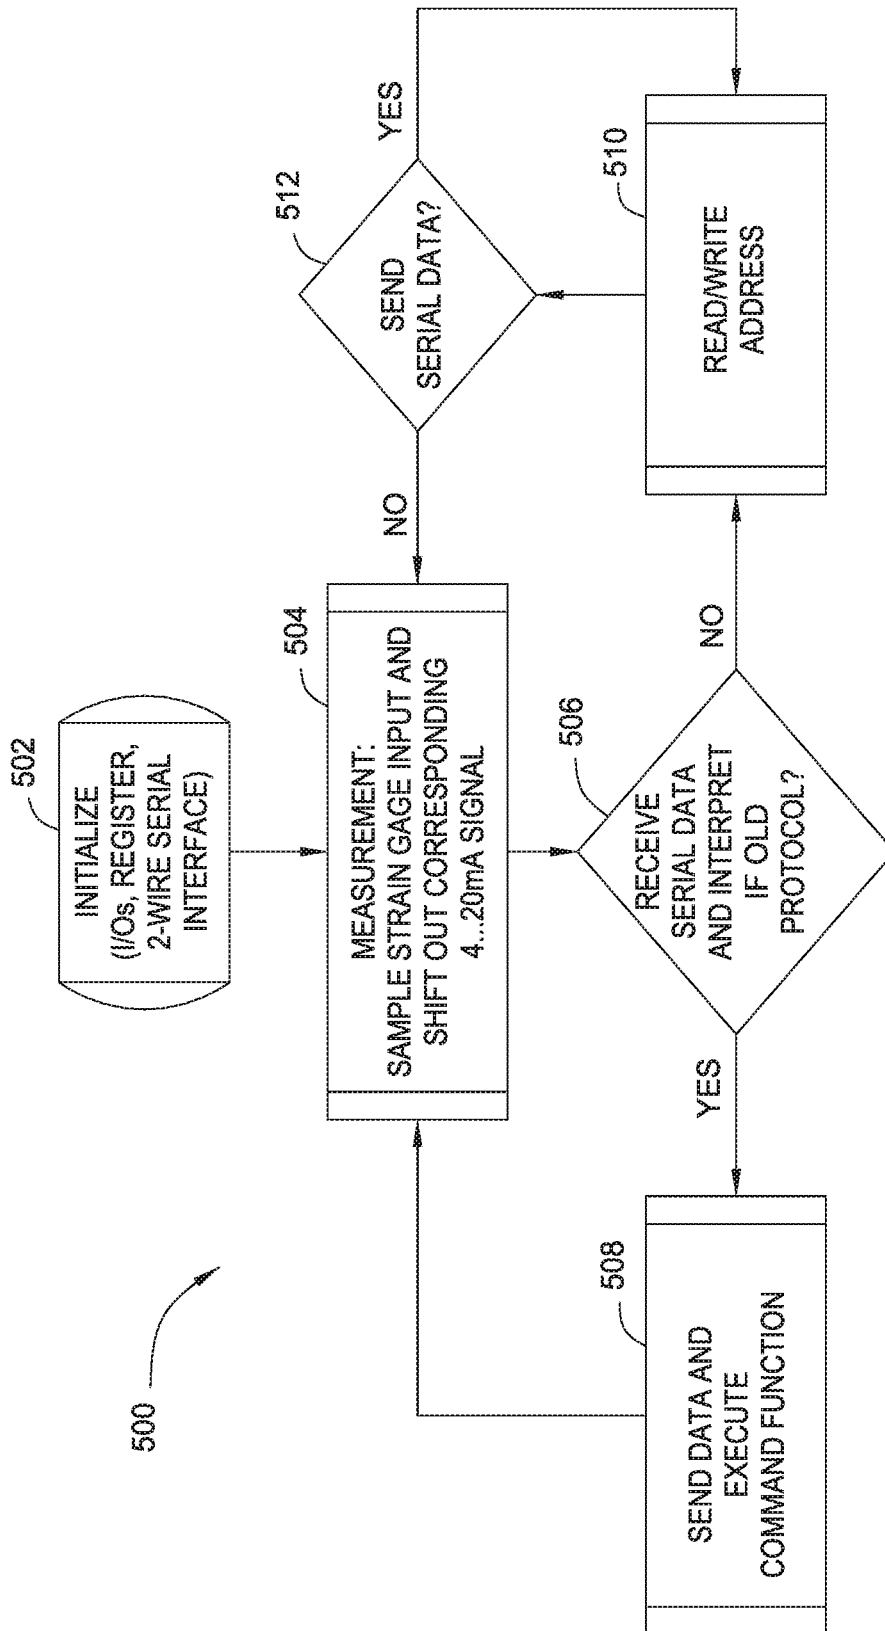 500
502
INITIALIZE
(I/Os, REGISTER,
2-WIRE SERIAL
INTERFACE)
504
MEASUREMENT:
SAMPLE STRAIN GAGE INPUT AND
SHIFT OUT CORRESPONDING
4...20mA SIGNAL
506
RECEIVE
SERIAL DATA
AND INTERPRET
IF OLD
PROTOCOL?
YES
NO
508
SEND DATA AND
EXECUTE
COMMAND FUNCTION
510
READ/WRITE
ADDRESS
512
SEND
SERIAL DATA?
NO
YES